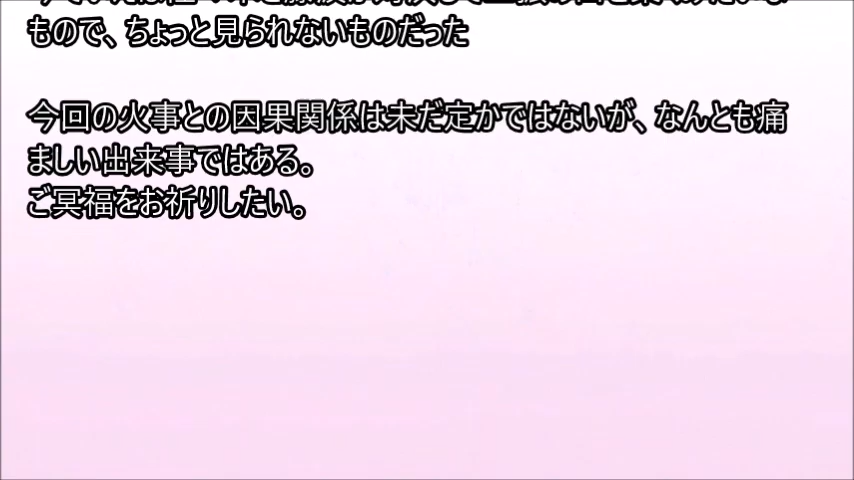 もので、ちょっと見られないものだった
今回の火事との因果関係は未だ定かではないが、なんとも痛
ましい出来事ではある。
ご冥福をお祈りしたい。